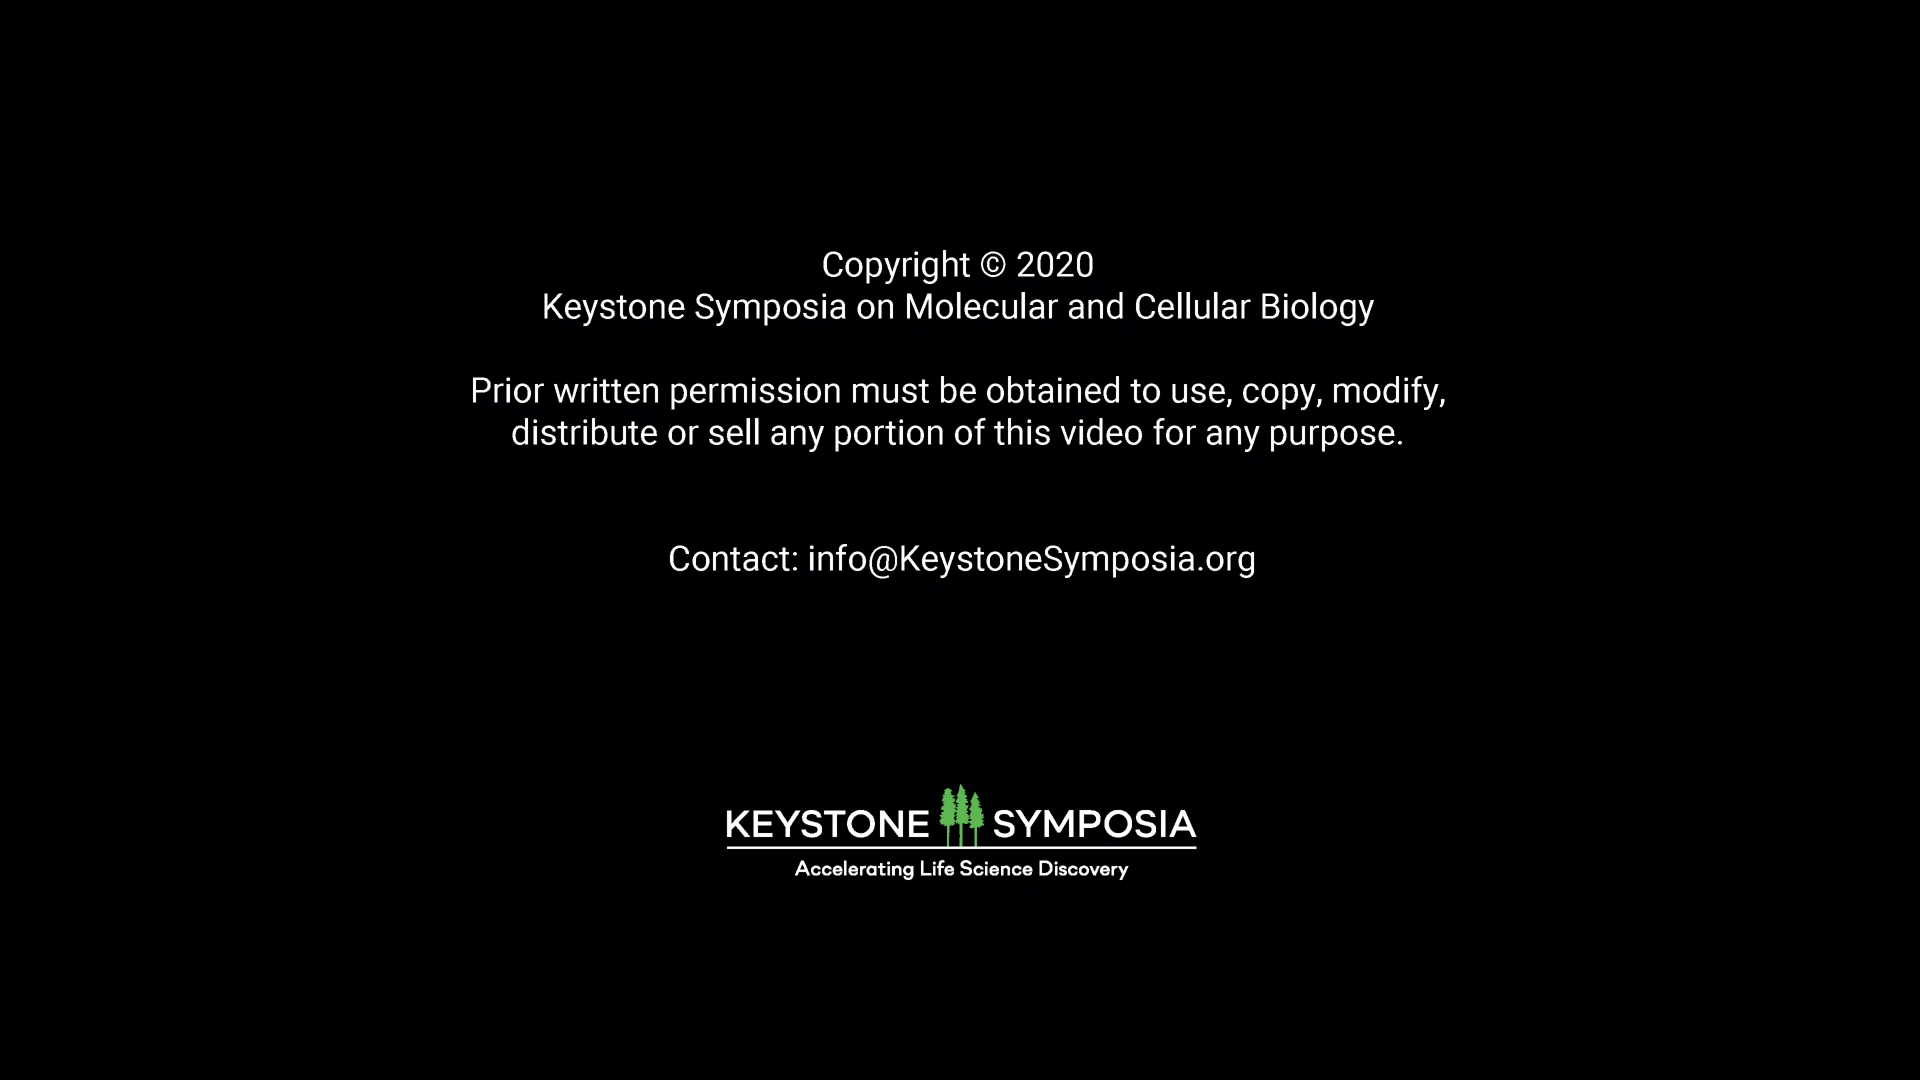 Copyright © 2020
Keystone Symposia on Molecular and Cellular Biology
Prior written permission must be obtained to use, copy, modify,
distribute or sell any portion of this video for any purpose.
Contact: info@KeystoneSymposia.org
KEYSTONE SYMPOSIA
Accelerating Life Science Discovery